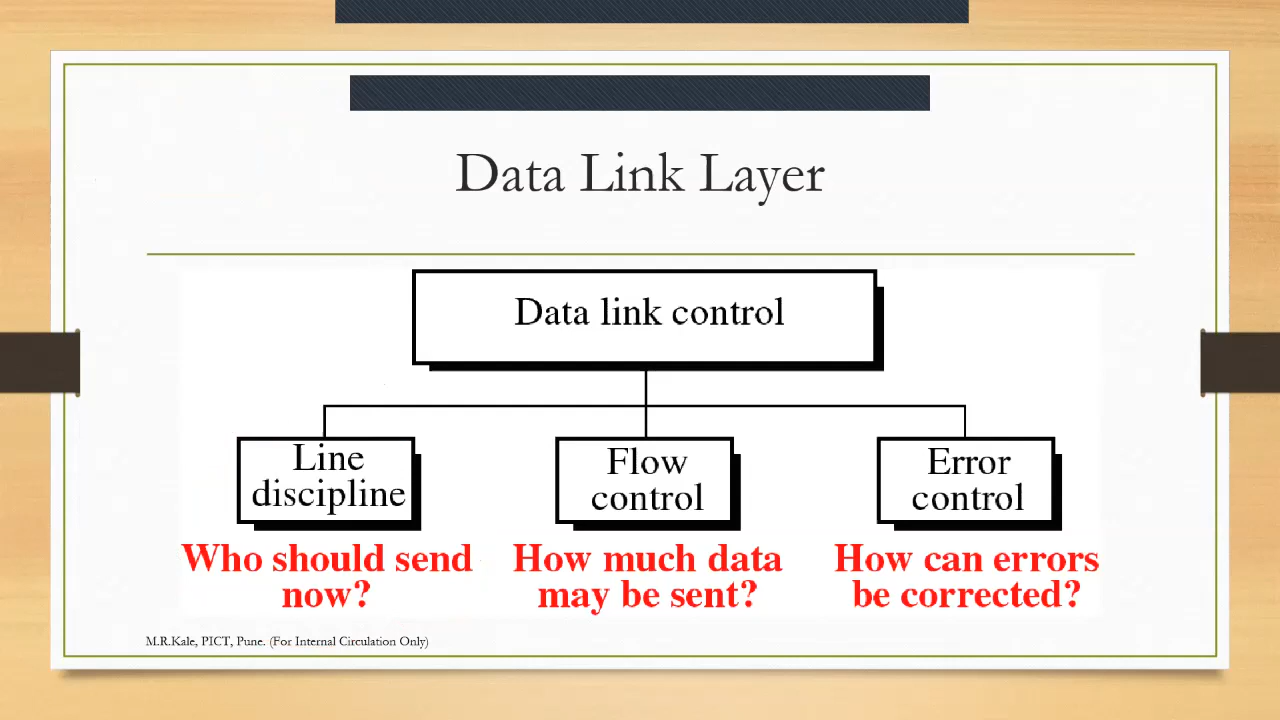 Data Link Layer
Data link control
Line
discipline
Flow
control
Error
control
Who should send
now?
How much data
may be sent?
How can errors
be corrected?
M.R.Kale, PICT, Pune. (For Internal Circulation Only)